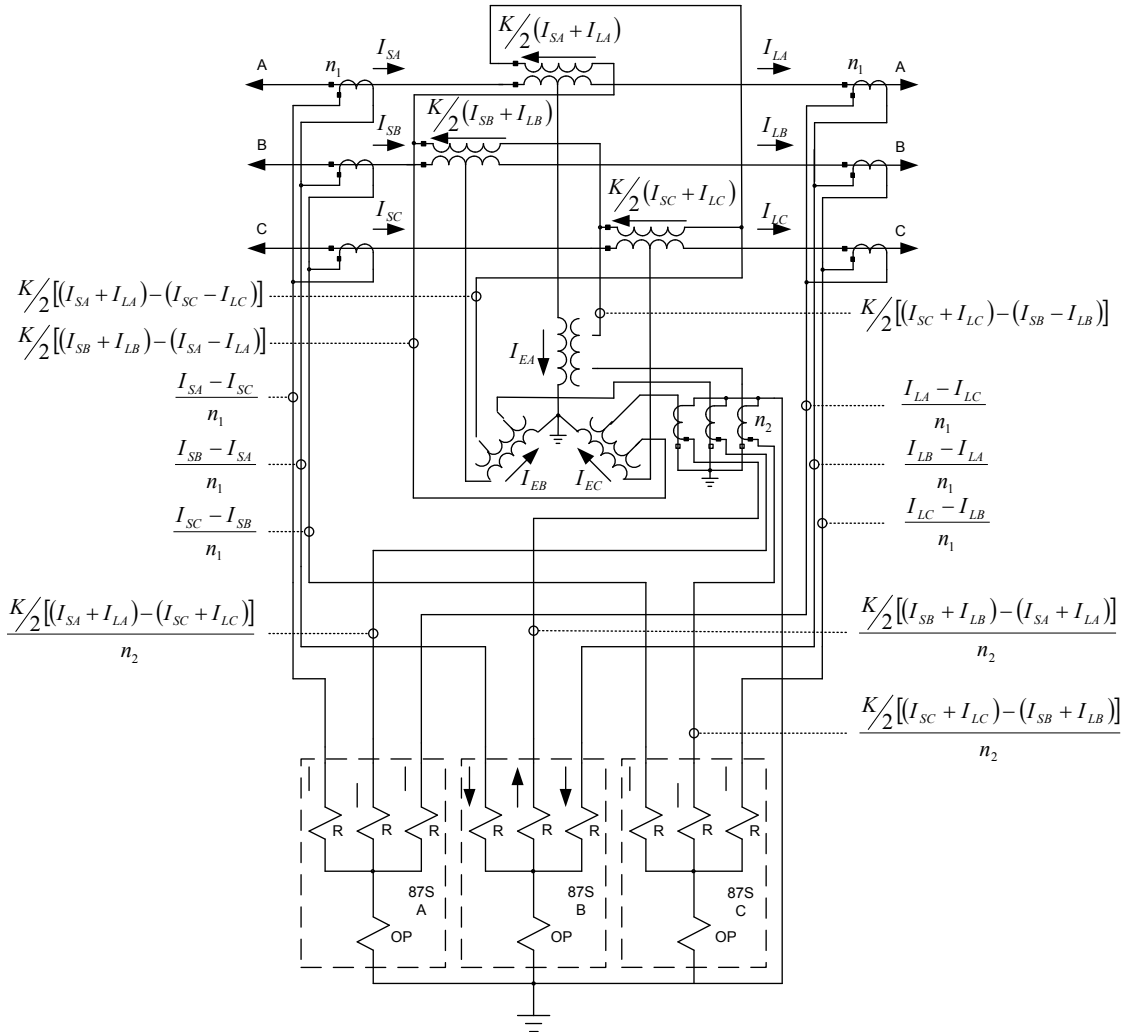 K/2(I_SA + I_LA)
I_SA
I_LA
A
n_1
n_1
A
K/2(I_SB + I_LB)
I_SB
I_LB
B
B
K/2(I_SC + I_LC)
I_SC
I_LC
C
C
K/2[(I_SA + I_LA) − (I_SC − I_LC)]
K/2[(I_SC + I_LC) − (I_SB − I_LB)]
K/2[(I_SB + I_LB) − (I_SA − I_LA)]
I_EA
I_SA − I_SC
n_1
I_LA − I_LC
n_1
n_2
I_SB − I_SA
n_1
I_EB
I_EC
I_LB − I_LA
n_1
I_SC − I_SB
n_1
I_LC − I_LB
n_1
K/2[(I_SA + I_LA) − (I_SC + I_LC)]
n_2
K/2[(I_SB + I_LB) − (I_SA + I_LA)]
n_2
K/2[(I_SC + I_LC) − (I_SB + I_LB)]
n_2
R R R R R R R R R
87S A
87S B
87S C
OP OP OP